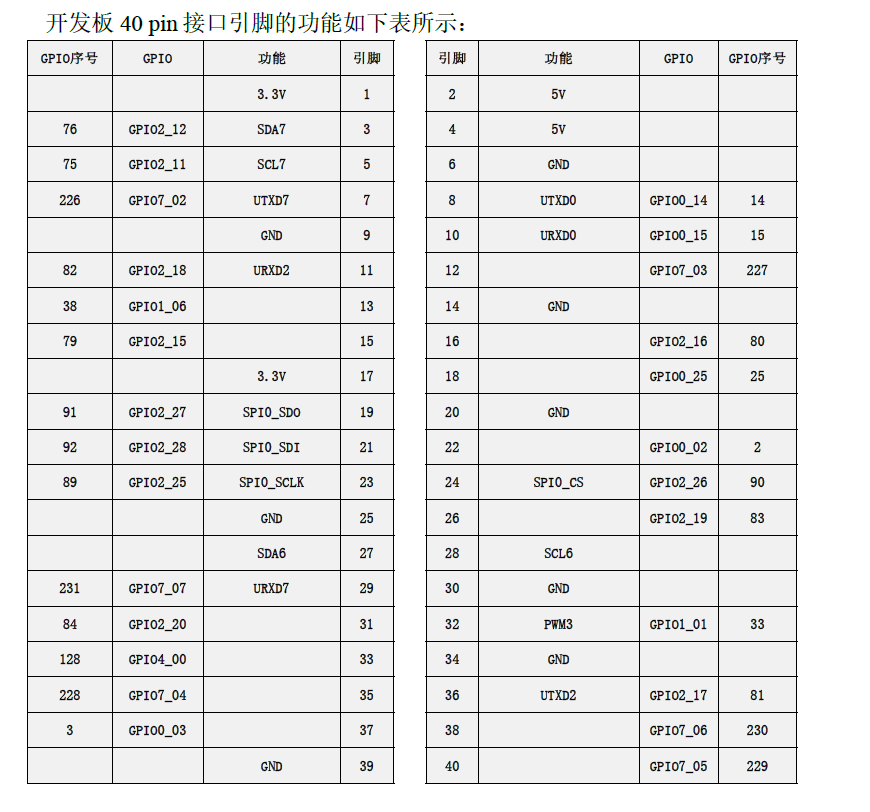 开发板 40 pin 接口引脚的功能如下表所示：
GPIO序号 GPIO 功能 引脚 引脚 功能 GPIO GPIO序号
3.3V 1 2 5V
76 GPIO2_12 SDA7 3 4 5V
75 GPIO2_11 SCL7 5 6 GND
226 GPIO7_02 UTXD7 7 8 UTXD0 GPIO0_14 14
GND 9 10 URXD0 GPIO0_15 15
82 GPIO2_18 URXD2 11 12 GPIO7_03 227
38 GPIO1_06 13 14 GND
79 GPIO2_15 15 16 GPIO2_16 80
3.3V 17 18 GPIO0_25 25
91 GPIO2_27 SPI0_SDO 19 20 GND
92 GPIO2_28 SPI0_SDI 21 22 GPIO0_02 2
89 GPIO2_25 SPI0_SCLK 23 24 SPI0_CS GPIO2_26 90
GND 25 26 GPIO2_19 83
SDA6 27 28 SCL6
231 GPIO7_07 URXD7 29 30 GND
84 GPIO2_20 31 32 PWM3 GPIO1_01 33
128 GPIO4_00 33 34 GND
228 GPIO7_04 35 36 UTXD2 GPIO2_17 81
3 GPIO0_03 37 38 GPIO7_06 230
GND 39 40 GPIO7_05 229